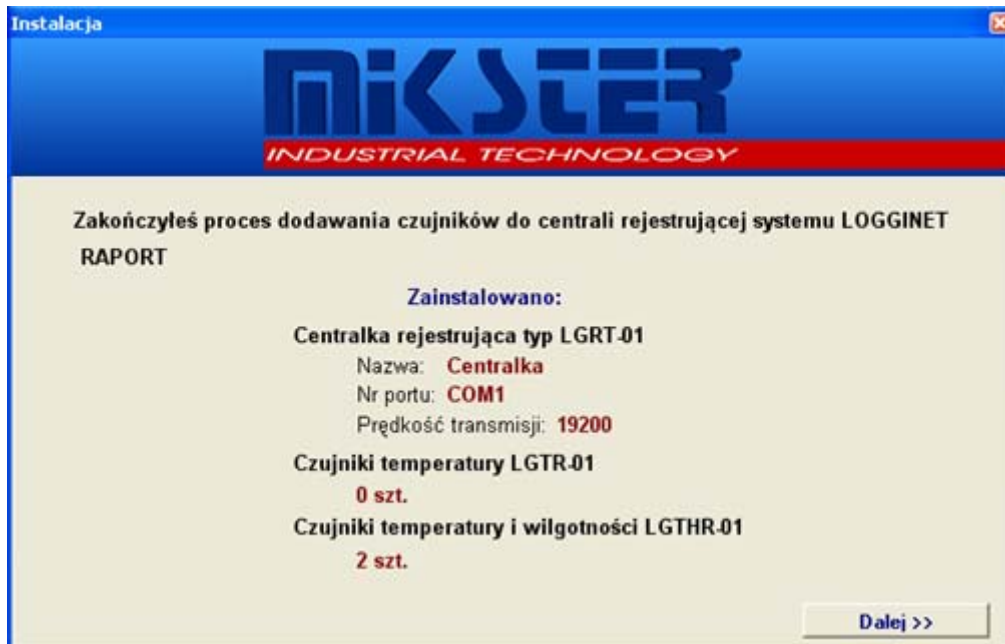 Instalacja
MIKSTER
INDUSTRIAL TECHNOLOGY
Zakończyłeś proces dodawania czujników do centrali rejestrującej systemu LOGGINET
RAPORT
Zainstalowano:
Centralka rejestrująca typ LGRT-01
Nazwa: Centralka
Nr portu: COM1
Prędkość transmisji: 19200
Czujniki temperatury LGTR-01
0 szt.
Czujniki temperatury i wilgotności LGTHR-01
2 szt.
Dalej >>